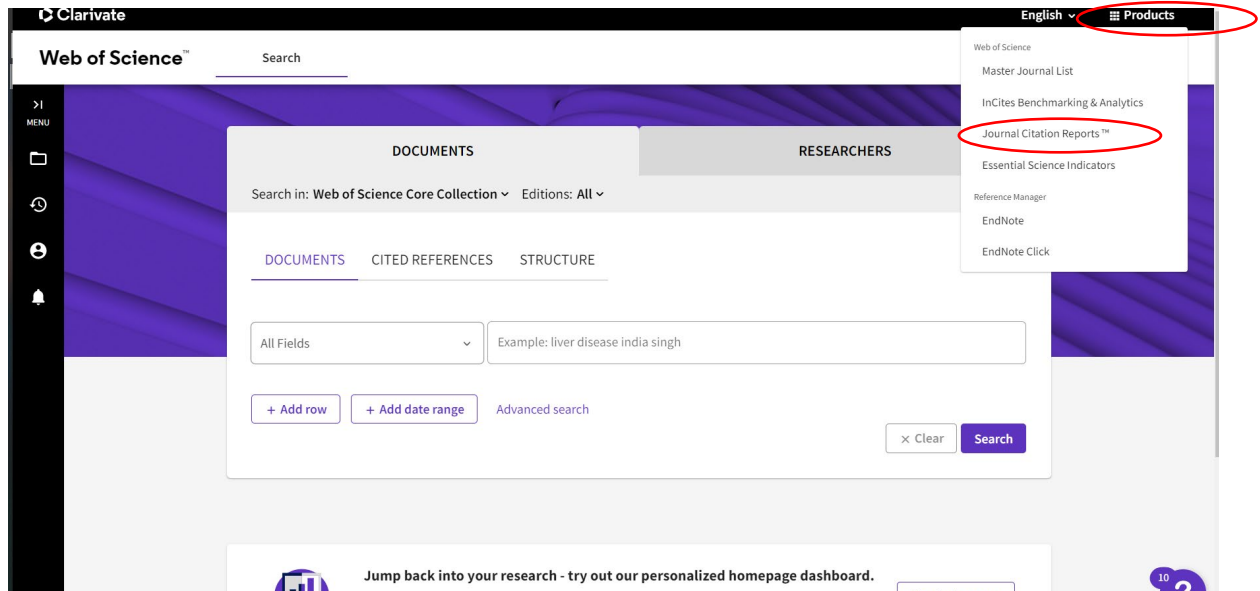 Clarivate
English
Products
Web of Science™
Search
Web of Science
Master Journal List
InCites Benchmarking & Analytics
Journal Citation Reports™
Essential Science Indicators
Reference Manager
EndNote
EndNote Click
MENU
DOCUMENTS
RESEARCHERS
Search in: Web of Science Core Collection Editions: All
DOCUMENTS CITED REFERENCES STRUCTURE
All Fields
Example: liver disease india singh
+ Add row
+ Add date range
Advanced search
× Clear
Search
Jump back into your research - try out our personalized homepage dashboard.
10
?